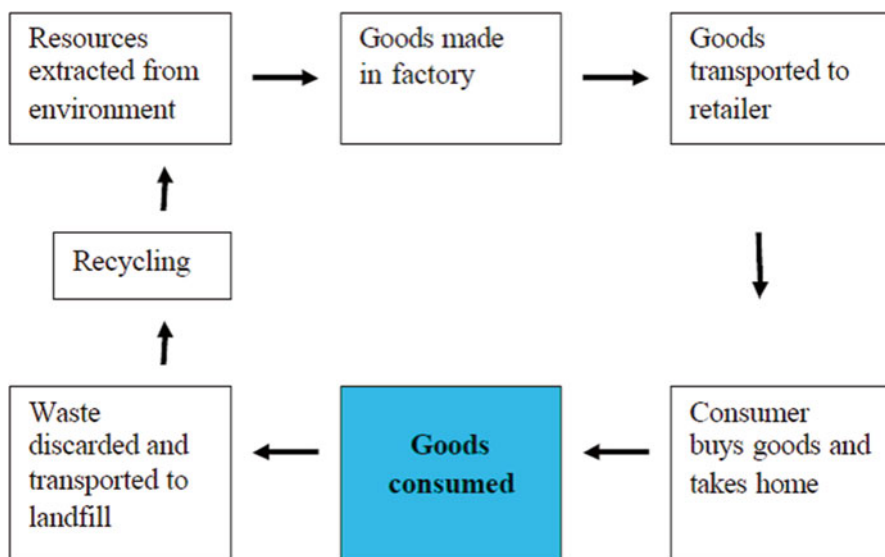 Resources
extracted from
environment
Goods made
in factory
Goods
transported to
retailer
Recycling
Waste
discarded and
transported to
landfill
Goods
consumed
Consumer
buys goods and
takes home